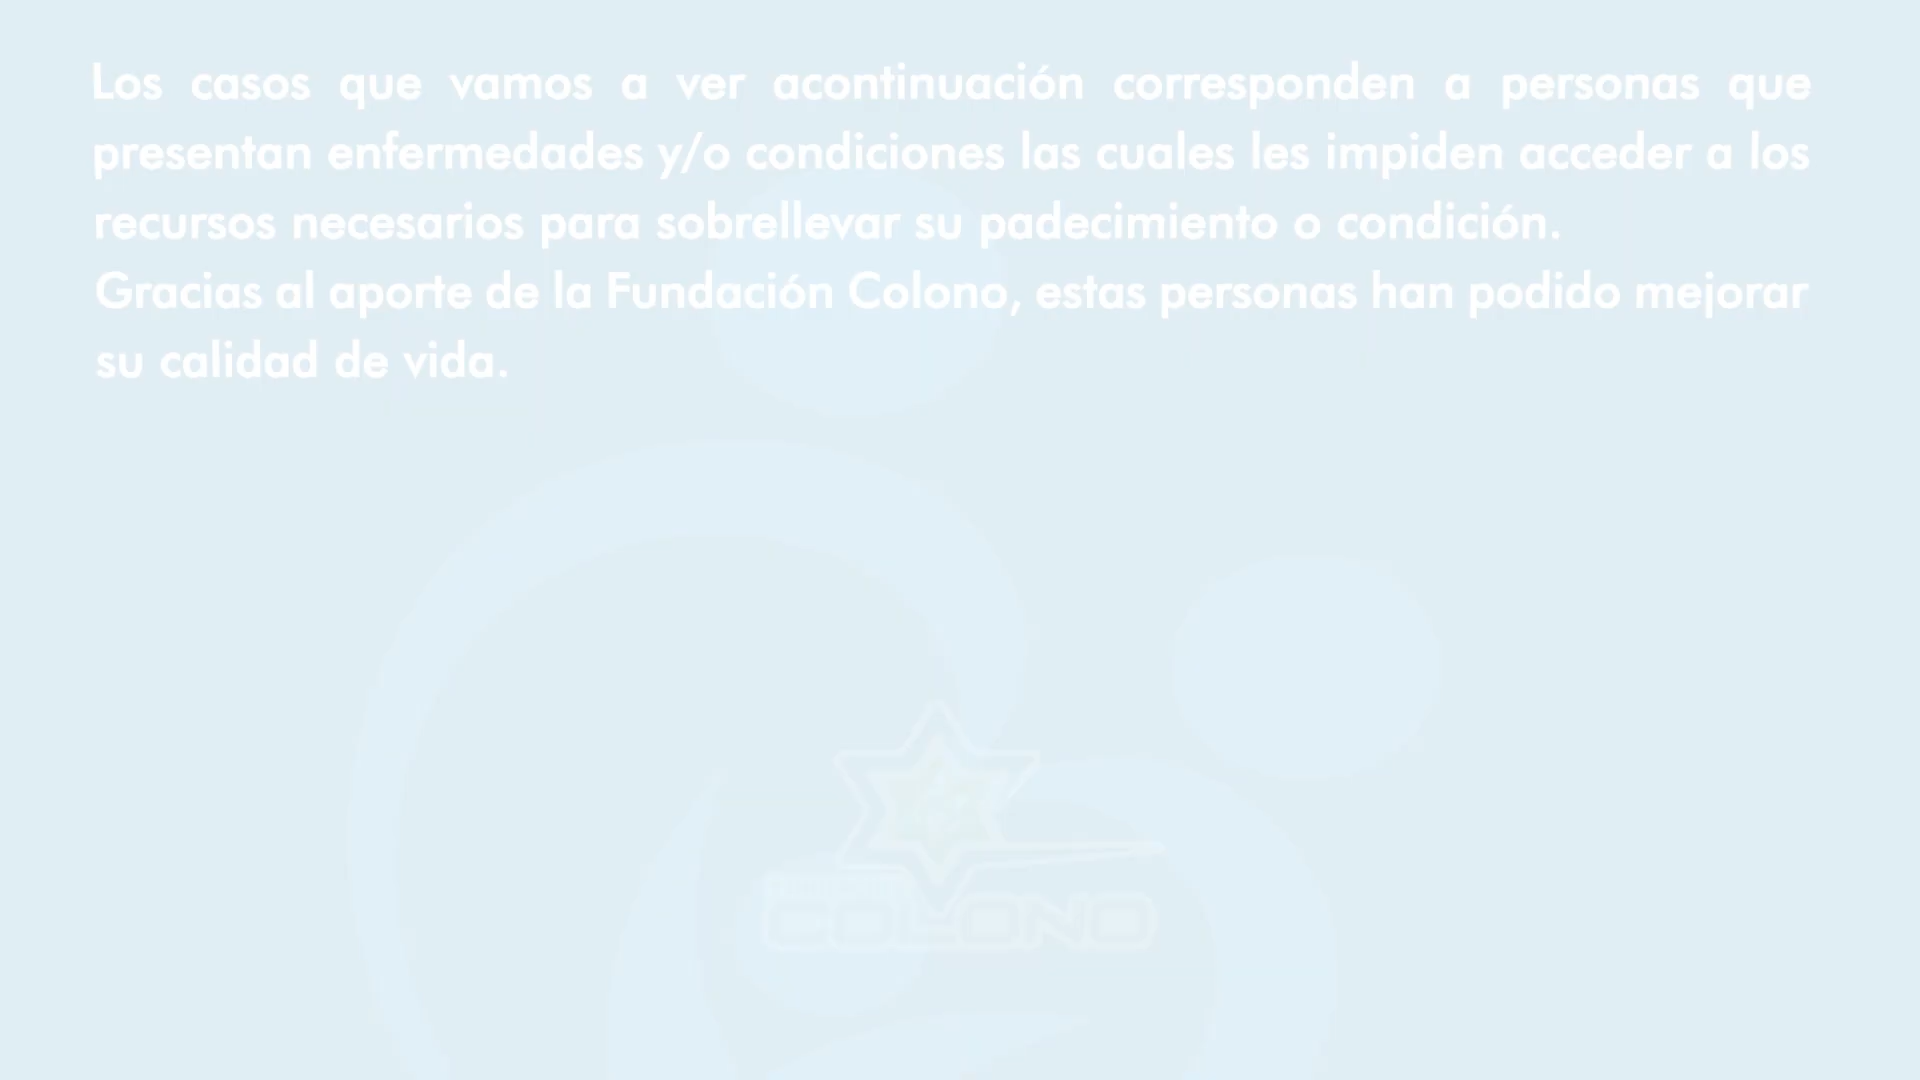 Los casos que vamos a ver acontinuación corresponden a personas que
presentan enfermedades y/o condiciones las cuales les impiden acceder a los
recursos necesarios para sobrellevar su padecimiento o condición.
Gracias al aporte de la Fundación Colono, estas personas han podido mejorar
su calidad de vida.
COLONO